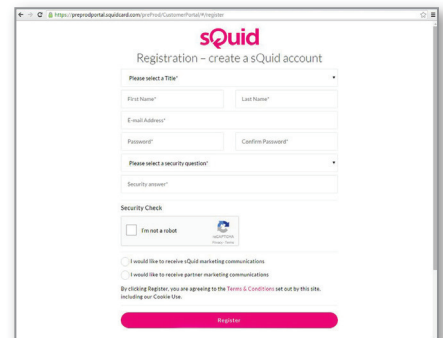 https://preprodportal.squidcard.com/preProd/CustomerPortal/#/register
sQuid
Registration – create a sQuid account
Please select a Title*
First Name*
Last Name*
E-mail Address*
Password*
Confirm Password*
Please select a security question*
Security answer*
Security Check
I'm not a robot
reCAPTCHA
Privacy - Terms
I would like to receive sQuid marketing communications
I would like to receive partner marketing communications
By clicking Register, you are agreeing to the Terms & Conditions set out by this site,
including our Cookie Use.
Register